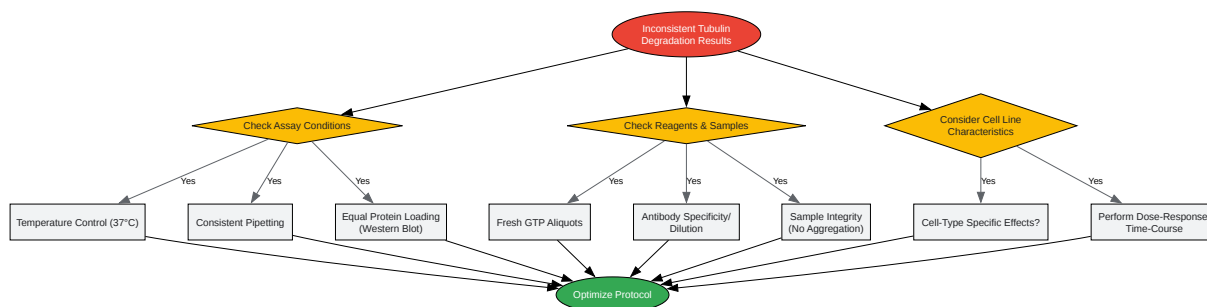 Inconsistent Tubulin
Degradation Results
Check Assay Conditions
Check Reagents & Samples
Consider Cell Line
Characteristics
Yes
Yes
Yes
Yes
Yes
Yes
Yes
Yes
Temperature Control (37°C)
Consistent Pipetting
Equal Protein Loading
(Western Blot)
Fresh GTP Aliquots
Antibody Specificity/
Dilution
Sample Integrity
(No Aggregation)
Cell-Type Specific Effects?
Perform Dose-Response
Time-Course
Optimize Protocol